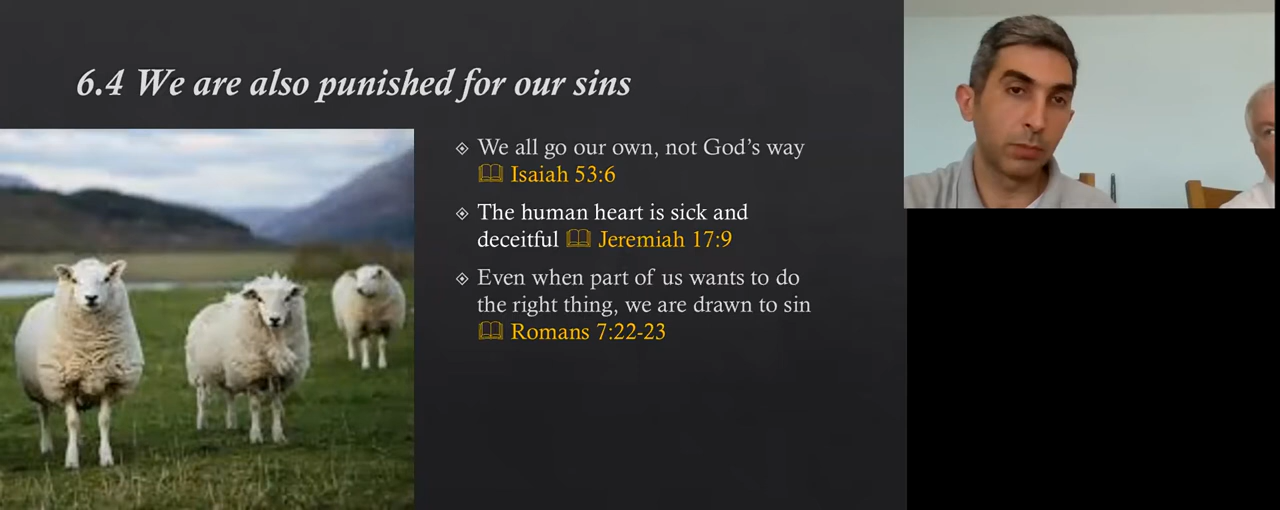 6.4 We are also punished for our sins
We all go our own, not God’s way
Isaiah 53:6
The human heart is sick and
deceitful Jeremiah 17:9
Even when part of us wants to do
the right thing, we are drawn to sin
Romans 7:22-23